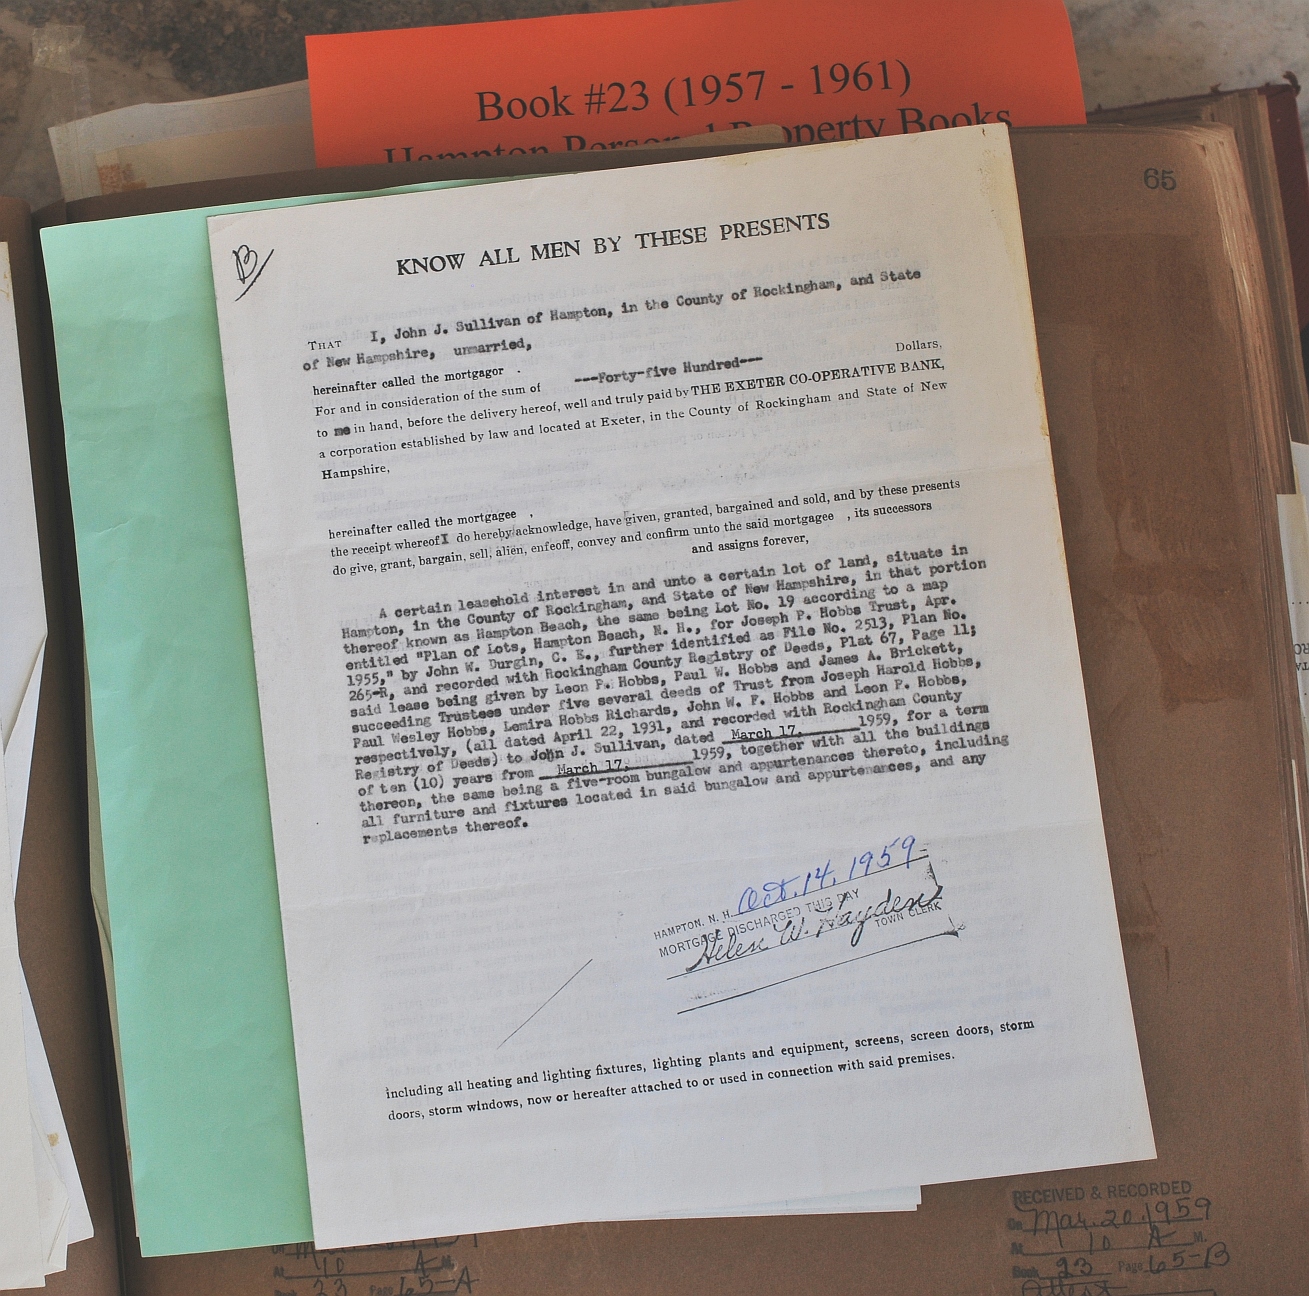 Book #23 (1957 - 1961)
Hampton Personal Property Books
65
B
KNOW ALL MEN BY THESE PRESENTS
THAT I, John J. Sullivan of Hampton, in the County of Rockingham, and State
of New Hampshire, unmarried,
hereinafter called the mortgagor .
For and in consideration of the sum of ---Forty-five Hundred--- Dollars,
to me in hand, before the delivery hereof, well and truly paid by THE EXETER CO-OPERATIVE BANK,
a corporation established by law and located at Exeter, in the County of Rockingham and State of New
Hampshire,
hereinafter called the mortgagee .
the receipt whereof I do hereby acknowledge, have given, granted, bargained and sold, and by these presents
do give, grant, bargain, sell, alien, enfeoff, convey and confirm unto the said mortgagee , its successors
and assigns forever,
A certain leasehold interest in and unto a certain lot of land, situate in
Hampton, in the County of Rockingham, and State of New Hampshire, in that portion
thereof known as Hampton Beach, the same being Lot No. 19 according to a map
entitled "Plan of Lots, Hampton Beach, N. H., for Joseph P. Hobbs Trust, Apr.
1955," by John W. Durgin, C. E., further identified as File No. 2513, Plan No.
265-R, and recorded with Rockingham County Registry of Deeds, Plat 67, Page 11;
said lease being given by Leon P. Hobbs, Paul W. Hobbs and James A. Brickett,
succeeding Trustees under five several deeds of Trust from Joseph Harold Hobbs,
Paul Wesley Hobbs, Lemira Hobbs Richards, John W. F. Hobbs and Leon P. Hobbs,
respectively, (all dated April 22, 1931, and recorded with Rockingham County
Registry of Deeds) to John J. Sullivan, dated March 17, 1959, for a term
of ten (10) years from March 17, 1959, together with all the buildings
thereon, the same being a five-room bungalow and appurtenances thereto, including
all furniture and fixtures located in said bungalow and appurtenances, and any
replacements thereof.
HAMPTON, N. H. Oct. 14, 1959
MORTGAGE DISCHARGED THIS DAY
Helen W. Hayden TOWN CLERK
including all heating and lighting fixtures, lighting plants and equipment, screens, screen doors, storm
doors, storm windows, now or hereafter attached to or used in connection with said premises.
RECEIVED & RECORDED
On Mar. 20 1959
At 10 A M.
Book 23 Page 65-B
Attest
At 10 A M.
23 Page 65-A